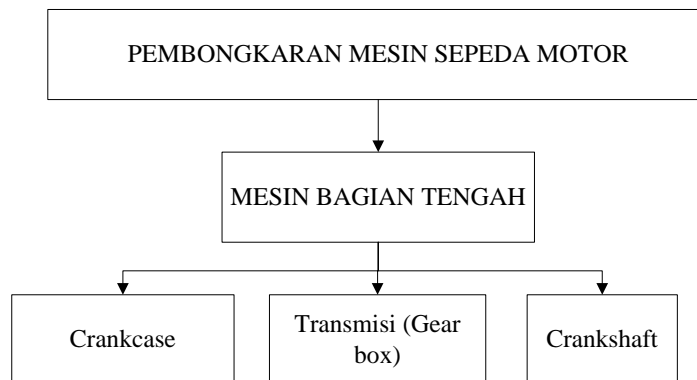 PEMBONGKARAN MESIN SEPEDA MOTOR
MESIN BAGIAN TENGAH
Crankcase
Transmisi (Gear
box)
Crankshaft